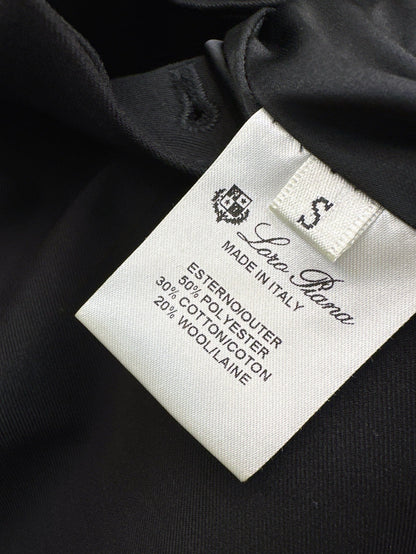 S
Loro Piana
MADE IN ITALY
ESTERNO/OUTER
50% POLYESTER
30% COTTON/COTON
20% WOOL/LAINE